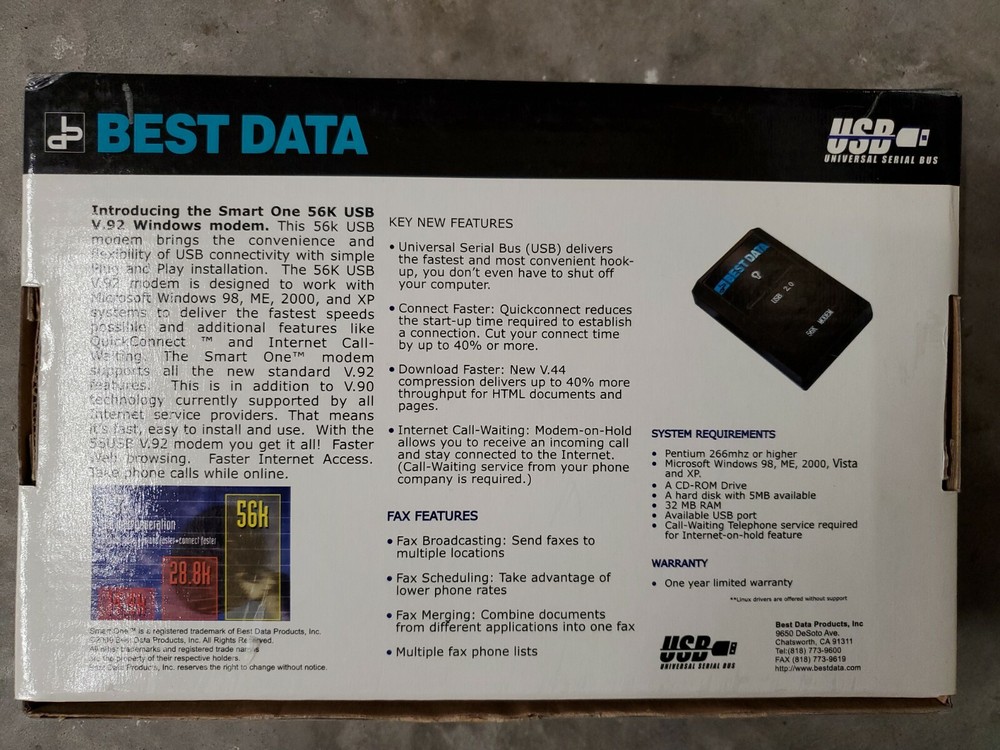 BEST DATA
USB
UNIVERSAL SERIAL BUS
Introducing the Smart One 56K USB
V.92 Windows modem. This 56k USB
modem brings the convenience and
flexibility of USB connectivity with simple
Plug and Play installation. The 56K USB
V.92 modem is designed to work with
Microsoft Windows 98, ME, 2000, and XP
systems to deliver the fastest speeds
possible and additional features like
QuickConnect ™ and Internet Call-
Waiting. The Smart One™ modem
supports all the new standard V.92
features. This is in addition to V.90
technology currently supported by all
Internet service providers. That means
it's fast, easy to install and use. With the
56USB V.92 modem you get it all! Faster
Web browsing. Faster Internet Access.
Take phone calls while online.
56k
28.8k
generation
faster•connect faster
Smart One™ is a registered trademark of Best Data Products, Inc.
Best Data Products, Inc. All Rights Reserved.
All other trademarks and registered trade names
are the property of their respective holders.
Best Data Products, Inc. reserves the right to change without notice.
KEY NEW FEATURES
• Universal Serial Bus (USB) delivers
the fastest and most convenient hook-
up, you don't even have to shut off
your computer.
• Connect Faster: Quickconnect reduces
the start-up time required to establish
a connection. Cut your connect time
by up to 40% or more.
• Download Faster: New V.44
compression delivers up to 40% more
throughput for HTML documents and
pages.
• Internet Call-Waiting: Modem-on-Hold
allows you to receive an incoming call
and stay connected to the Internet.
(Call-Waiting service from your phone
company is required.)
FAX FEATURES
• Fax Broadcasting: Send faxes to
multiple locations
• Fax Scheduling: Take advantage of
lower phone rates
• Fax Merging: Combine documents
from different applications into one fax
• Multiple fax phone lists
BEST DATA
USB 2.0
56K MODEM
SYSTEM REQUIREMENTS
• Pentium 266mhz or higher
• Microsoft Windows 98, ME, 2000, Vista
and XP.
• A CD-ROM Drive
• A hard disk with 5MB available
• 32 MB RAM
• Available USB port
• Call-Waiting Telephone service required
for Internet-on-hold feature
WARRANTY
• One year limited warranty
**Linux drivers are offered without support
USB
UNIVERSAL SERIAL BUS
Best Data Products, Inc
9650 DeSoto Ave.
Chatsworth, CA 91311
Tel:(818) 773-9600
FAX (818) 773-9619
http://www.bestdata.com